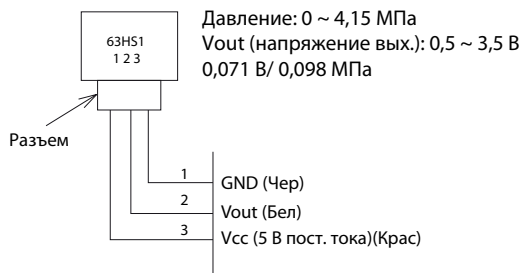 Давление: 0 ~ 4,15 МПа
Vout (напряжение вых.): 0,5 ~ 3,5 В
0,071 В/ 0,098 МПа
63HS1
1 2 3
Разъем
1
GND (Чер)
2
Vout (Бел)
3
Vcc (5 В пост. тока)(Крас)